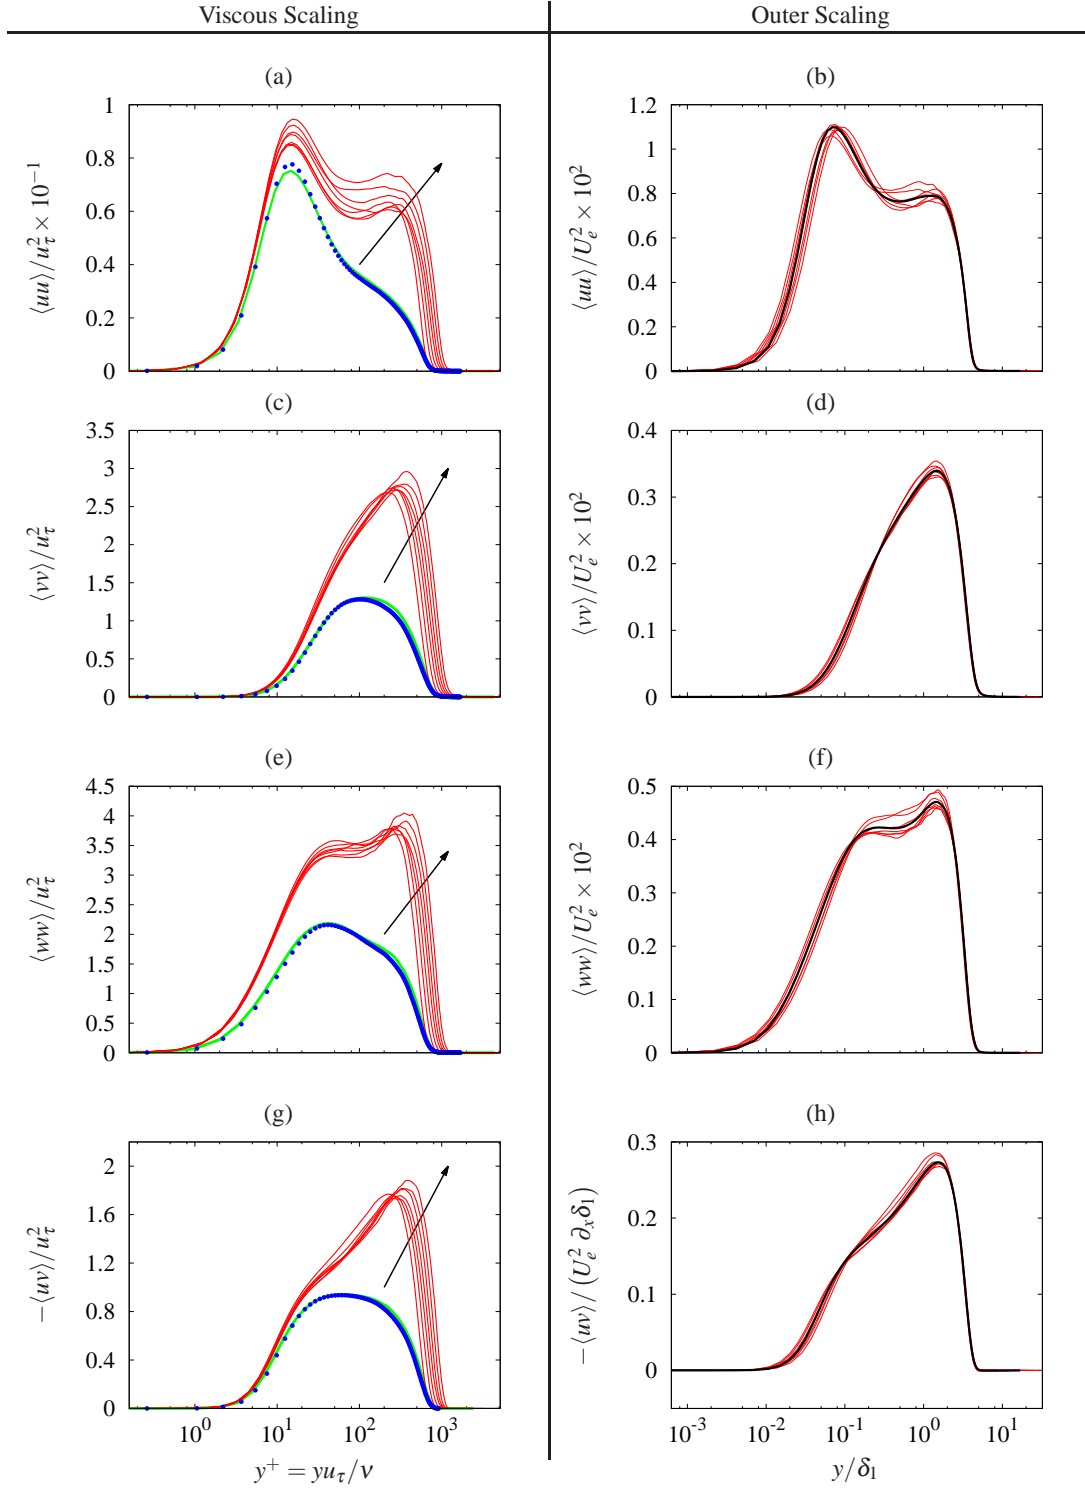 Viscous Scaling
Outer Scaling
(a)
⟨uu⟩/u_τ^2 × 10^−1
1
0.8
0.6
0.4
0.2
0
(b)
⟨uu⟩/U_e^2 × 10^2
1.2
1
0.8
0.6
0.4
0.2
0
(c)
⟨vv⟩/u_τ^2
3.5
3
2.5
2
1.5
1
0.5
0
(d)
⟨vv⟩/U_e^2 × 10^2
0.4
0.3
0.2
0.1
0
(e)
⟨ww⟩/u_τ^2
4.5
4
3.5
3
2.5
2
1.5
1
0.5
0
(f)
⟨ww⟩/U_e^2 × 10^2
0.5
0.4
0.3
0.2
0.1
0
(g)
−⟨uv⟩/u_τ^2
2
1.6
1.2
0.8
0.4
0
10^0 10^1 10^2 10^3
y^+ = yu_τ/ν
(h)
−⟨uv⟩/(U_e^2 ∂_xδ_1)
0.3
0.2
0.1
0
10^−3 10^−2 10^−1 10^0 10^1
y/δ_1